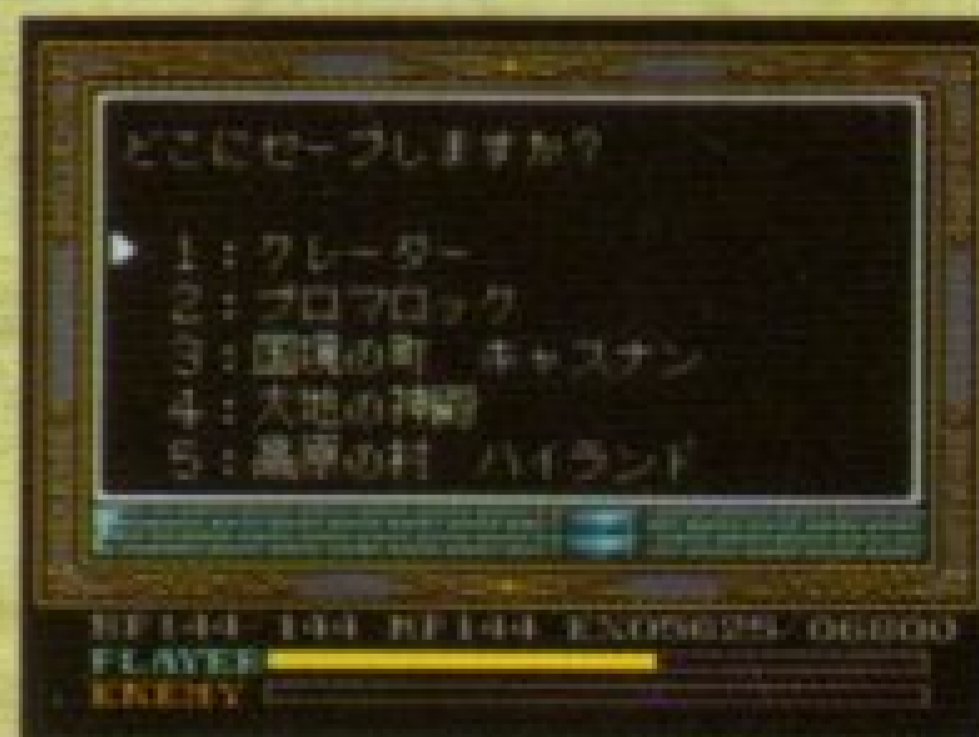 どこにセーブしますか?
1:クレーター
2:プロマロック
3:国境の町 キャスナン
4:大地の神殿
5:高原の村 ハイランド
144 144
PLAYER
ENEMY